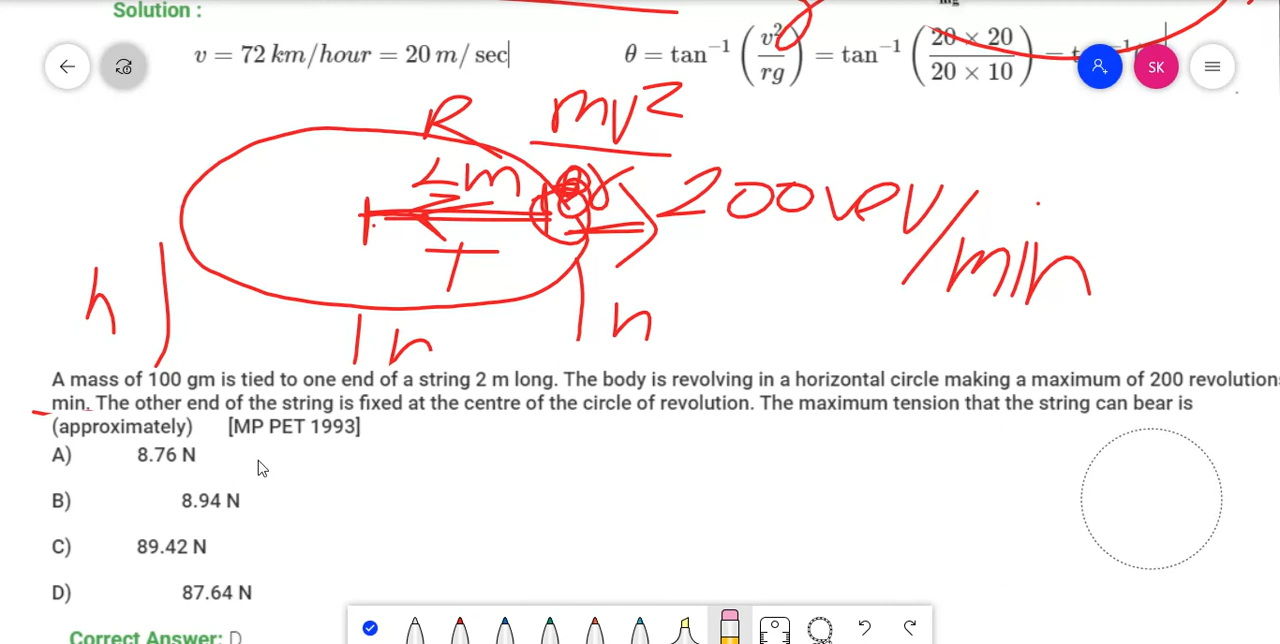 Solution :
v = 72 km/hour = 20 m/ sec
θ = tan⁻¹ (v²/rg) = tan⁻¹ (20 × 20/20 × 10) =
SK
R
mv²
2m
r
200rev/min
T
h
n
n
A mass of 100 gm is tied to one end of a string 2 m long. The body is revolving in a horizontal circle making a maximum of 200 revolution
min. The other end of the string is fixed at the centre of the circle of revolution. The maximum tension that the string can bear is
(approximately) [MP PET 1993]
A) 8.76 N
B) 8.94 N
C) 89.42 N
D) 87.64 N
Correct Answer: D